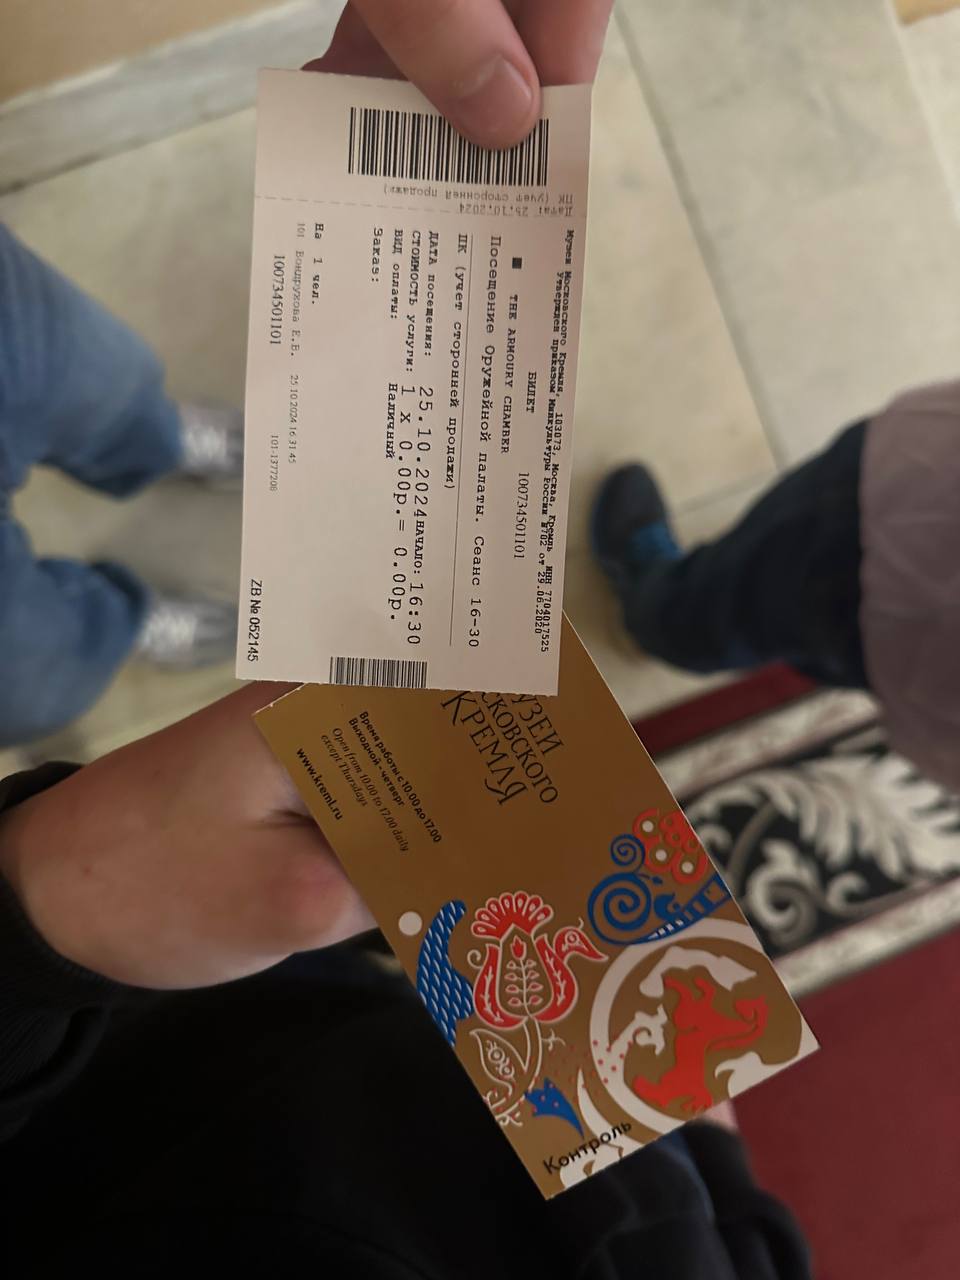 Дата: 25.10.2024
ПК (учет сторонней продажи)
Музеи Московского Кремля, 103073, Москва, Кремль ИНН 7704017525
Утвержден приказом Минкультуры России №702 от 29.06.2020
БИЛЕТ 100734501101
THE ARMOURY CHAMBER
Посещение Оружейной палаты. Сеанс 16-30
ПК (учет сторонней продажи)
ДАТА посещения: 25.10.2024 НАЧАЛО: 16:30
СТОИМОСТЬ услуги: 1 x 0.00р.= 0.00р.
ВИД оплаты: Наличный
Заказ:
На 1 чел.
101 Бондрукова Е.В. 25.10.2024 16:31:45
100734501101 101-1377208
ZB № 052145
МУЗЕИ
МОСКОВСКОГО
КРЕМЛЯ
Время работы с 10.00 до 17.00
Выходной - четверг
Open from 10.00 to 17.00 daily
except Thursdays
www.kreml.ru
Контроль